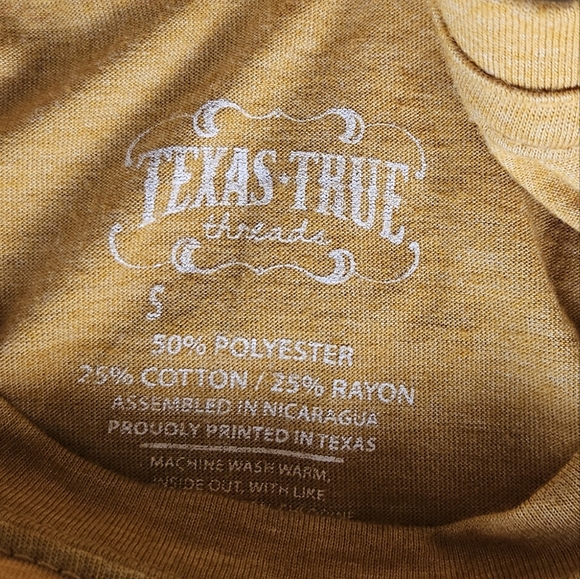 TEXAS·TRUE
threads
S
50% POLYESTER
25% COTTON / 25% RAYON
ASSEMBLED IN NICARAGUA
PROUDLY PRINTED IN TEXAS
MACHINE WASH WARM,
INSIDE OUT, WITH LIKE